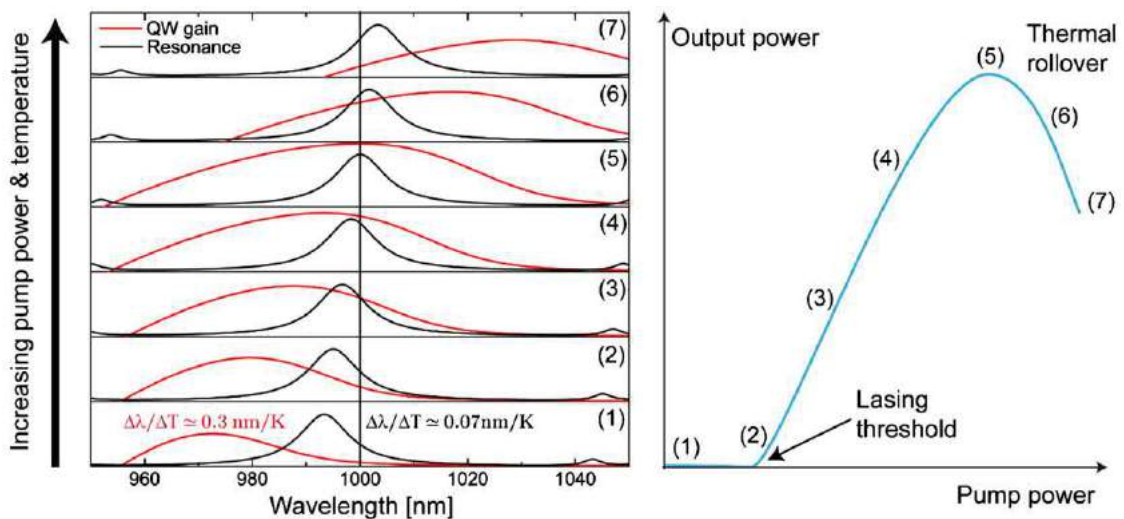 Increasing pump power & temperature
QW gain
Resonance
(7)
(6)
(5)
(4)
(3)
(2)
(1)
Δλ/ΔT ≃ 0.3 nm/K
Δλ/ΔT ≃ 0.07nm/K
960
980
1000
1020
1040
Wavelength [nm]
Output power
Thermal
rollover
(5)
(6)
(4)
(7)
(3)
Lasing
threshold
(1)
(2)
Pump power